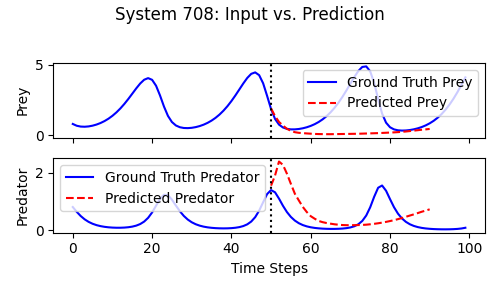 System 708: Input vs. Prediction
5
0
Prey
Ground Truth Prey
Predicted Prey
2
0
Predator
Ground Truth Predator
Predicted Predator
0 20 40 60 80 100
Time Steps